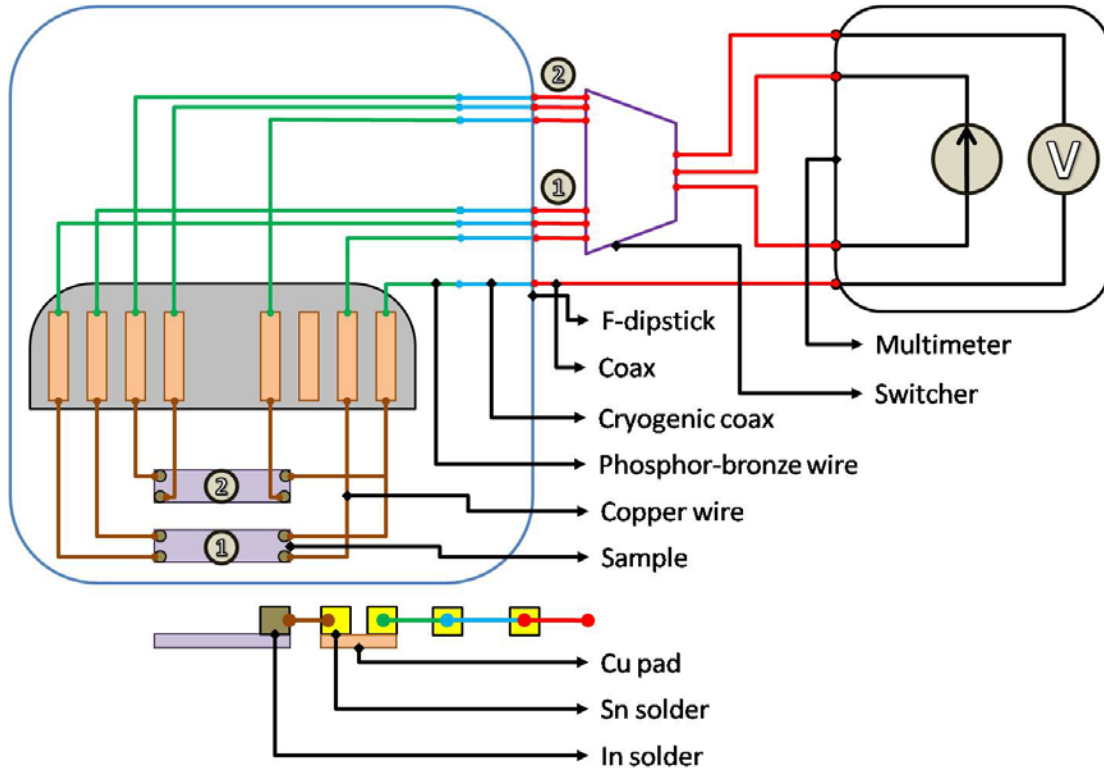 2
V
1
F-dipstick
Coax
Multimeter
Switcher
Cryogenic coax
Phosphor-bronze wire
2
Copper wire
1
Sample
Cu pad
Sn solder
In solder